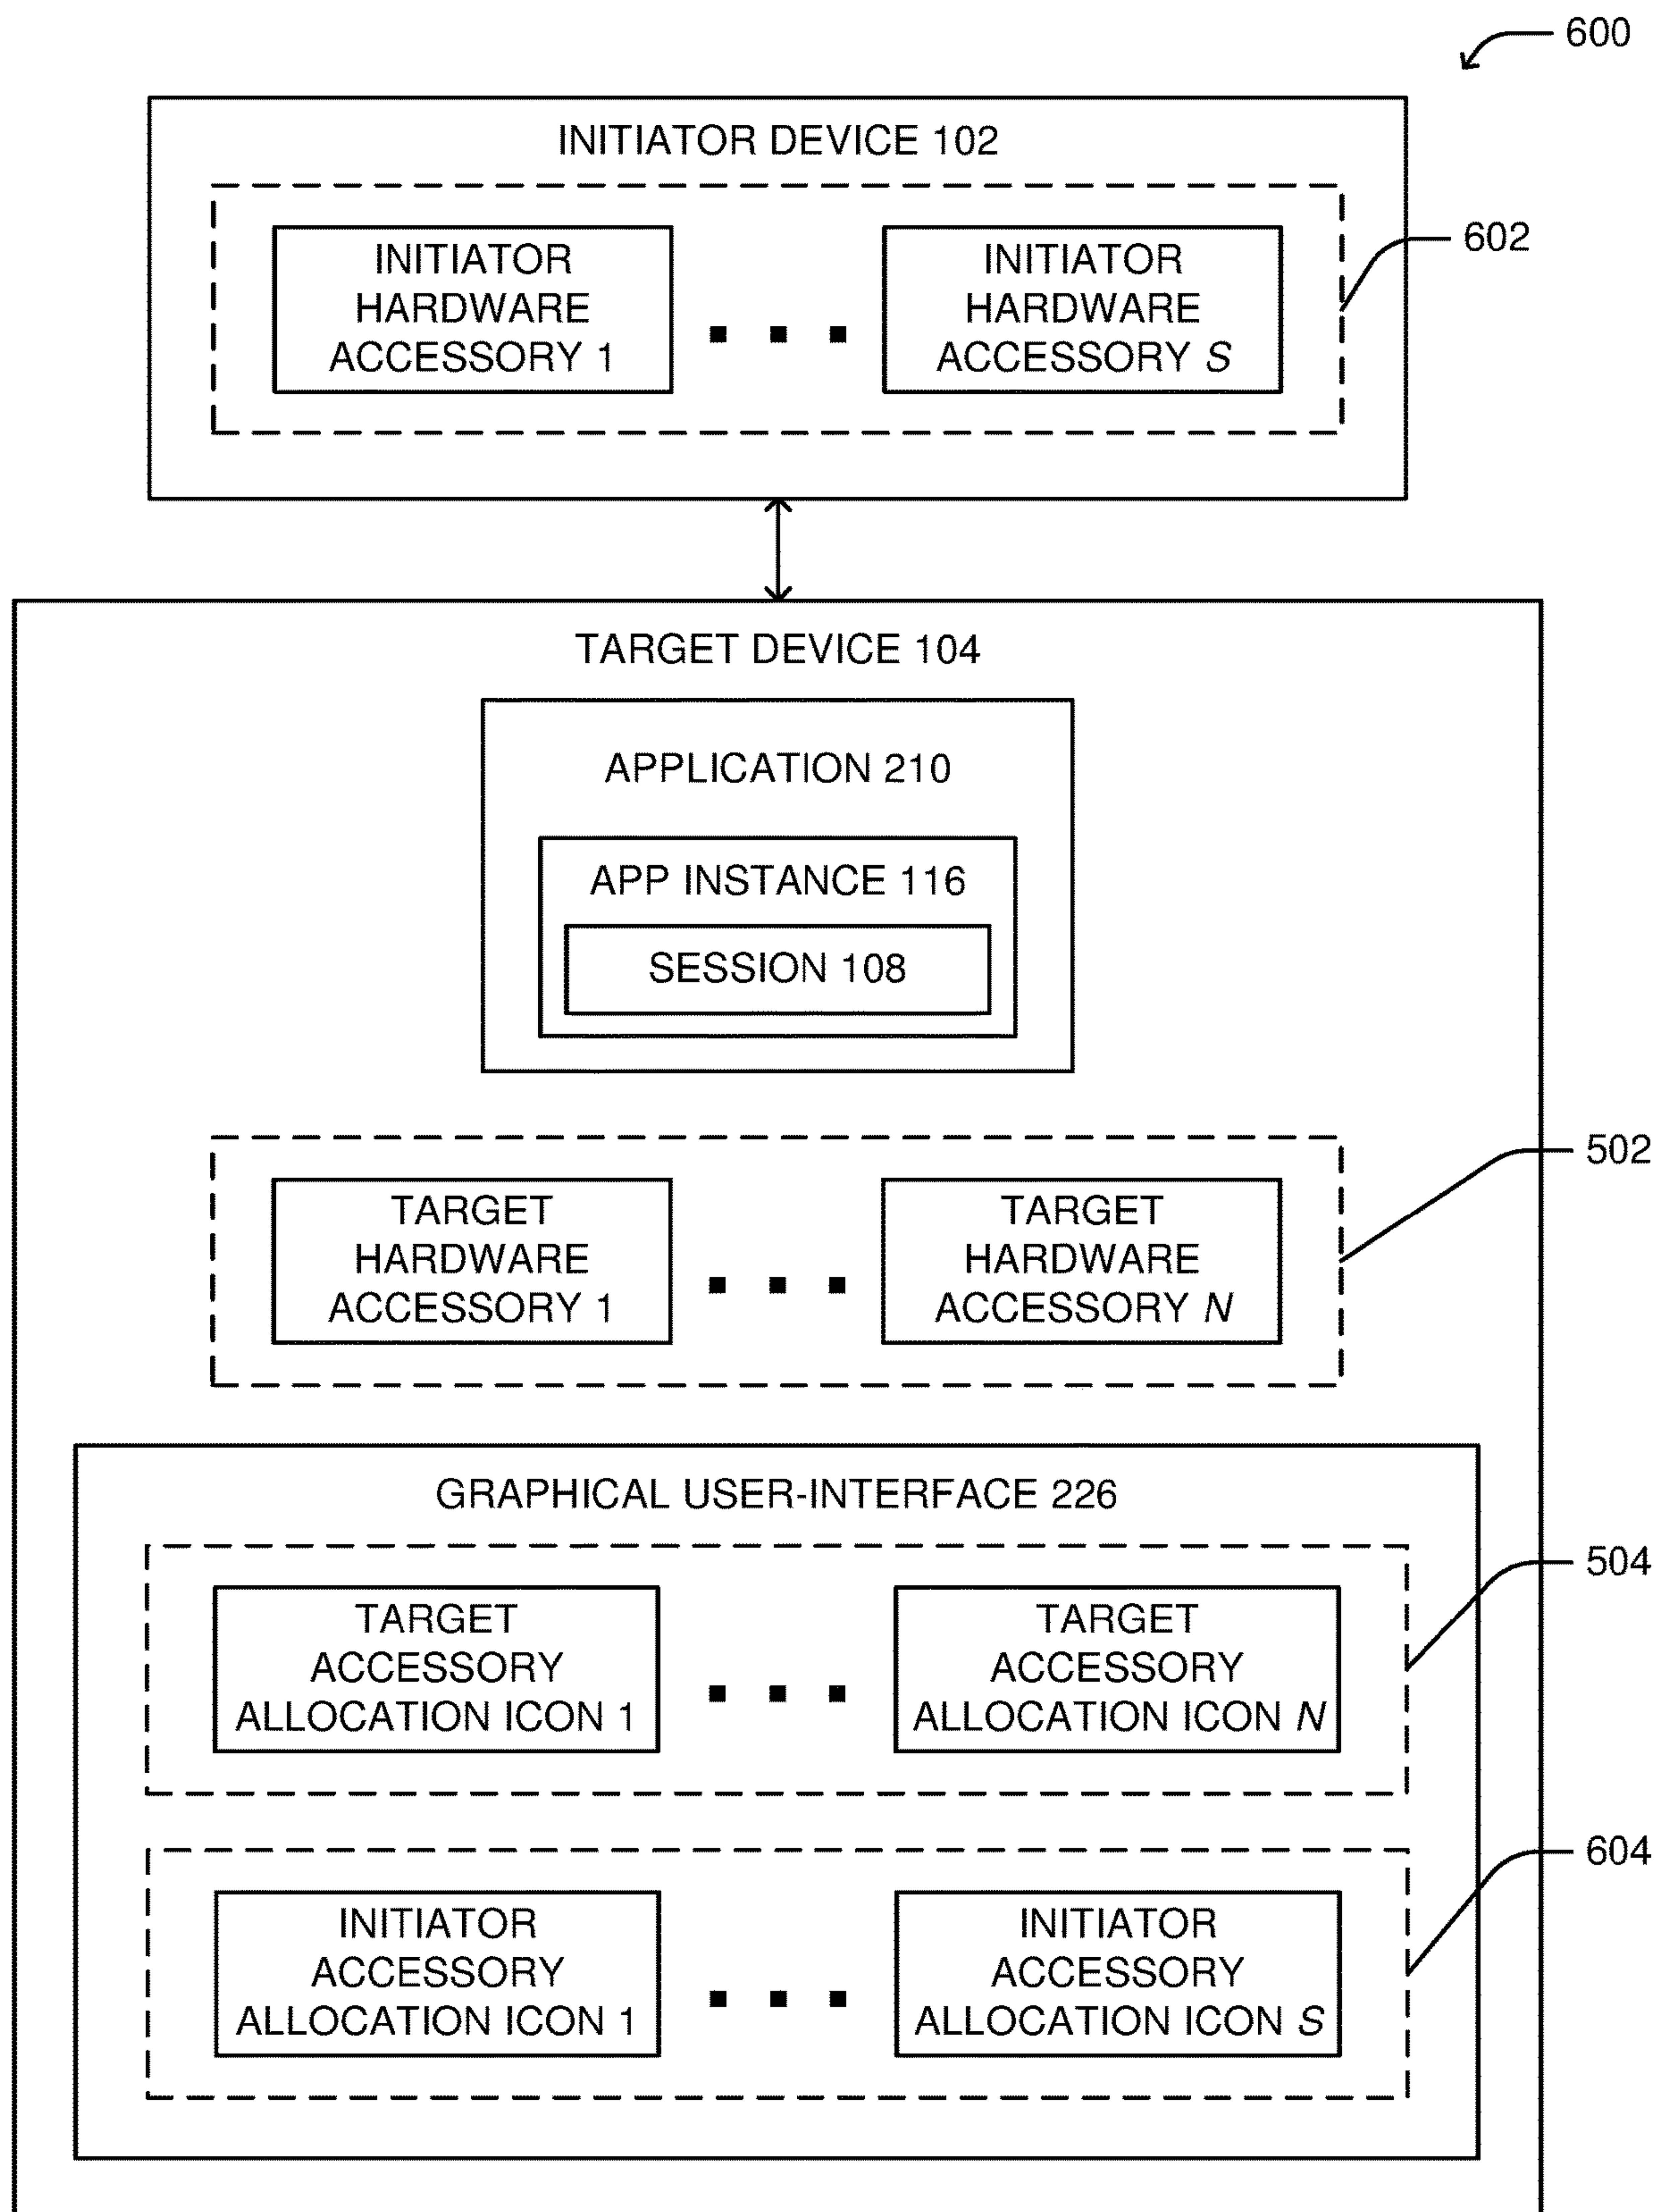 600
INITIATOR DEVICE 102
INITIATOR
HARDWARE
ACCESSORY 1
INITIATOR
HARDWARE
ACCESSORY S
602
TARGET DEVICE 104
APPLICATION 210
APP INSTANCE 116
SESSION 108
TARGET
HARDWARE
ACCESSORY 1
TARGET
HARDWARE
ACCESSORY N
502
GRAPHICAL USER-INTERFACE 226
TARGET
ACCESSORY
ALLOCATION ICON 1
TARGET
ACCESSORY
ALLOCATION ICON N
504
INITIATOR
ACCESSORY
ALLOCATION ICON 1
INITIATOR
ACCESSORY
ALLOCATION ICON S
604